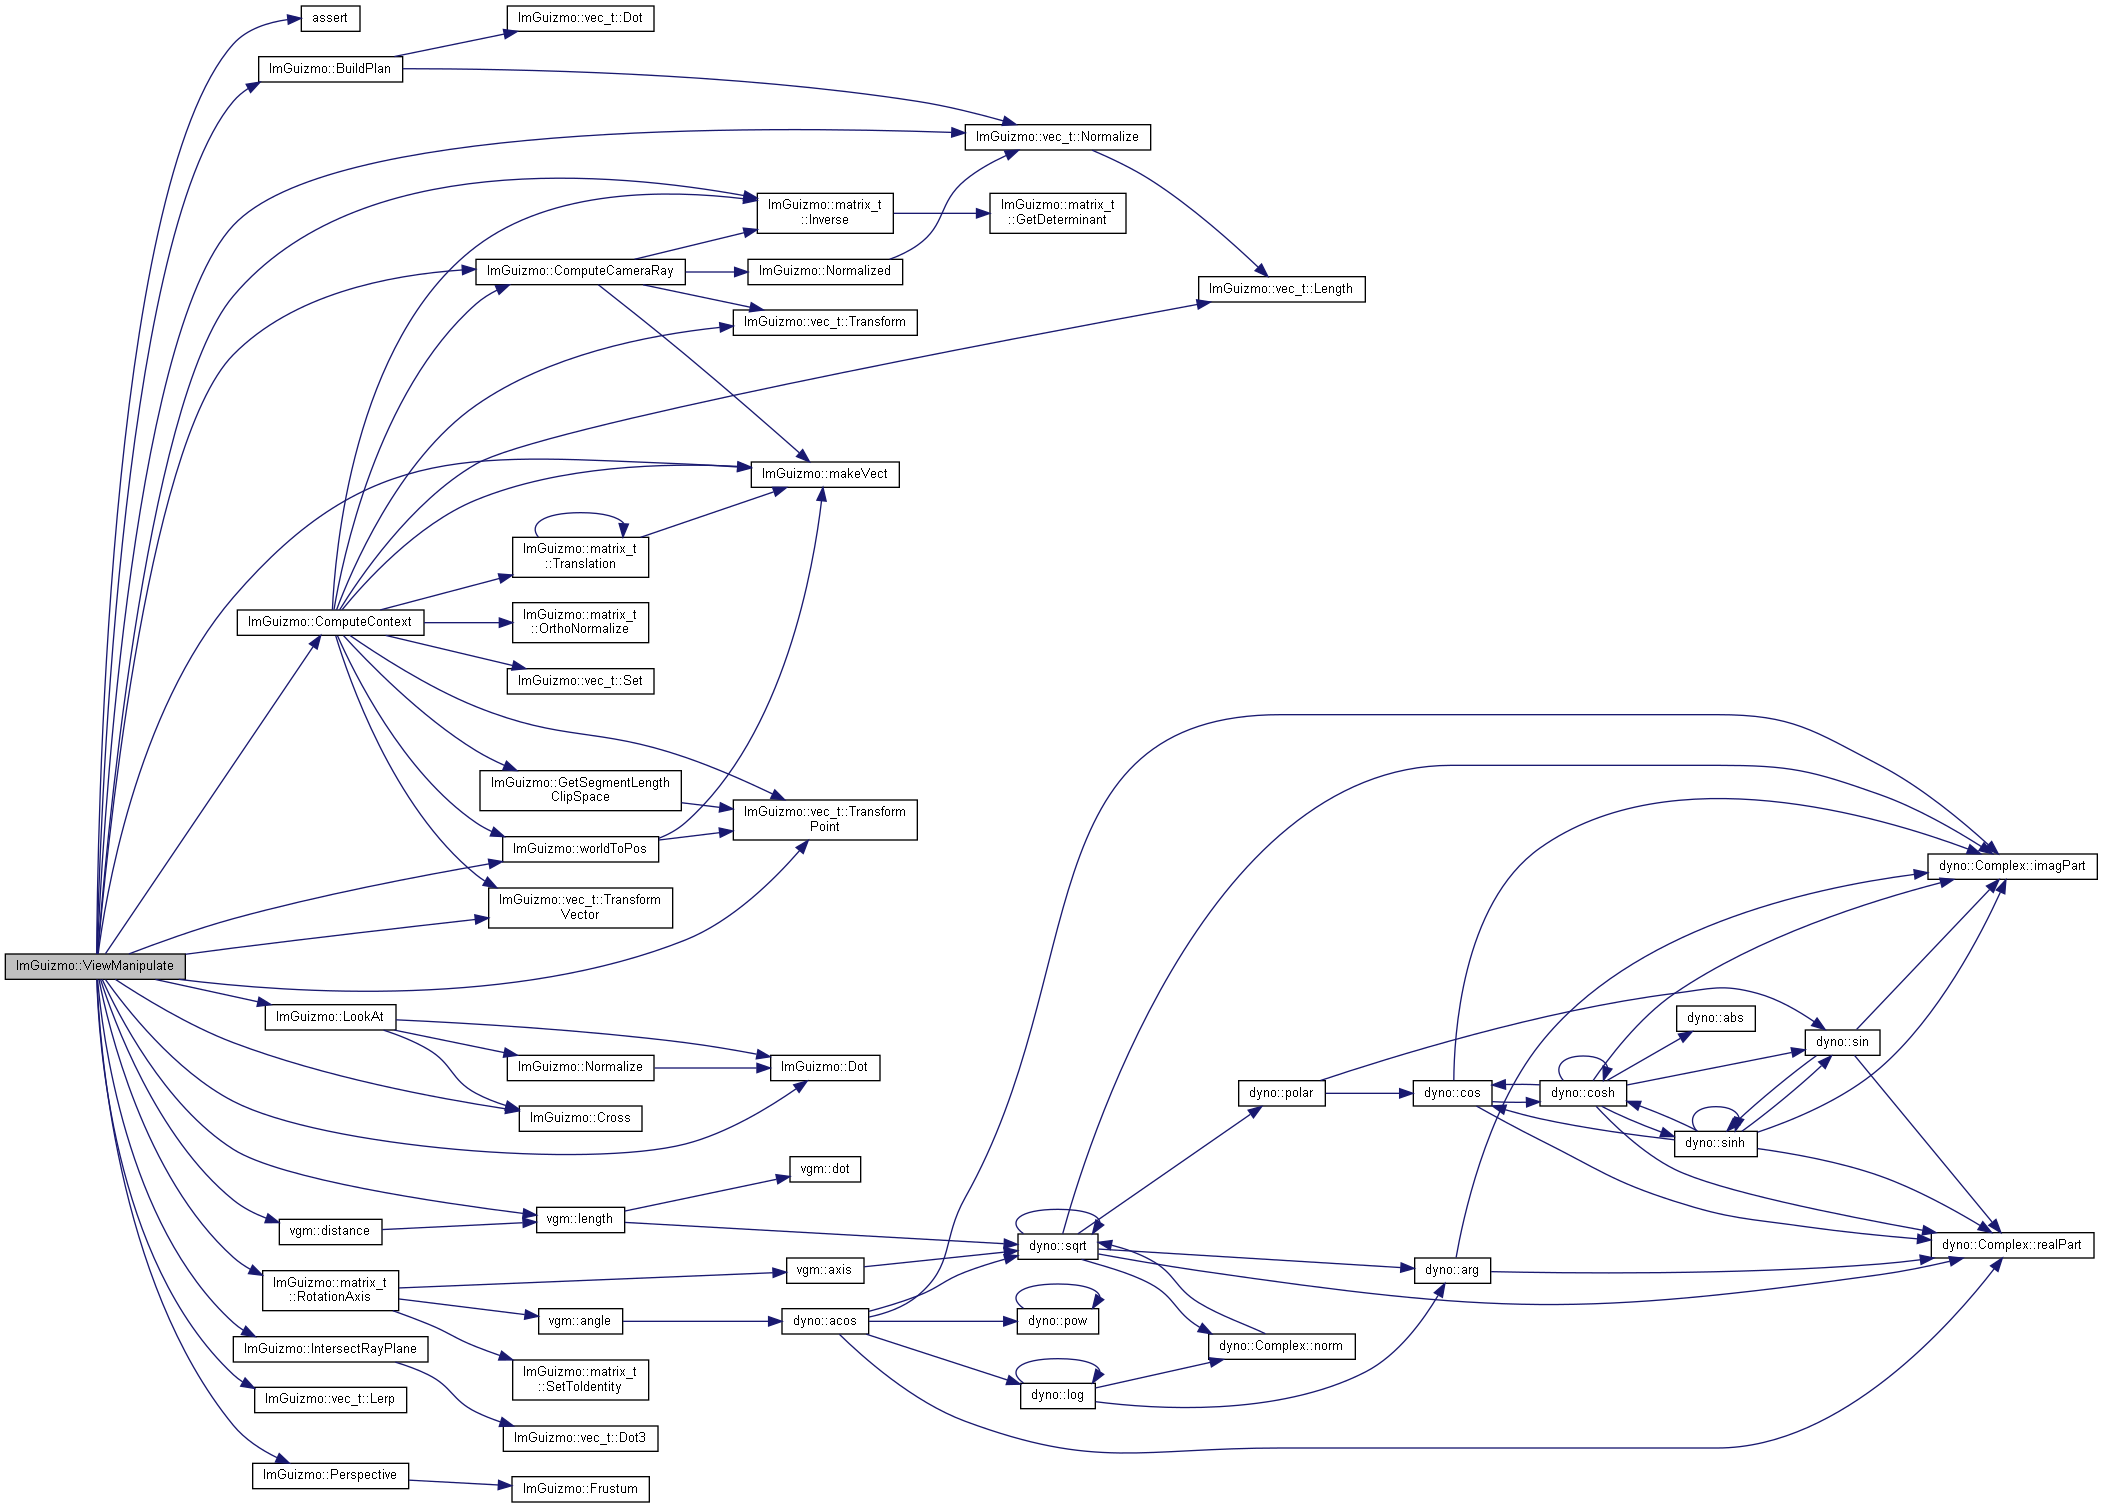 assert
ImGuizmo::vec_t::Dot
ImGuizmo::BuildPlan
ImGuizmo::vec_t::Normalize
ImGuizmo::matrix_t
::Inverse
ImGuizmo::matrix_t
::GetDeterminant
ImGuizmo::ComputeCameraRay
ImGuizmo::Normalized
ImGuizmo::vec_t::Length
ImGuizmo::vec_t::Transform
ImGuizmo::makeVect
ImGuizmo::matrix_t
::Translation
ImGuizmo::ComputeContext
ImGuizmo::matrix_t
::OrthoNormalize
ImGuizmo::vec_t::Set
ImGuizmo::GetSegmentLength
ClipSpace
ImGuizmo::vec_t::Transform
Point
ImGuizmo::worldToPos
dyno::Complex::imagPart
ImGuizmo::vec_t::Transform
Vector
ImGuizmo::ViewManipulate
ImGuizmo::LookAt
dyno::abs
dyno::sin
ImGuizmo::Normalize
ImGuizmo::Dot
dyno::polar
dyno::cos
dyno::cosh
ImGuizmo::Cross
dyno::sinh
vgm::dot
vgm::length
vgm::distance
dyno::sqrt
dyno::Complex::realPart
vgm::axis
dyno::arg
ImGuizmo::matrix_t
::RotationAxis
vgm::angle
dyno::acos
dyno::pow
dyno::Complex::norm
ImGuizmo::IntersectRayPlane
ImGuizmo::matrix_t
::SetToIdentity
dyno::log
ImGuizmo::vec_t::Lerp
ImGuizmo::vec_t::Dot3
ImGuizmo::Perspective
ImGuizmo::Frustum